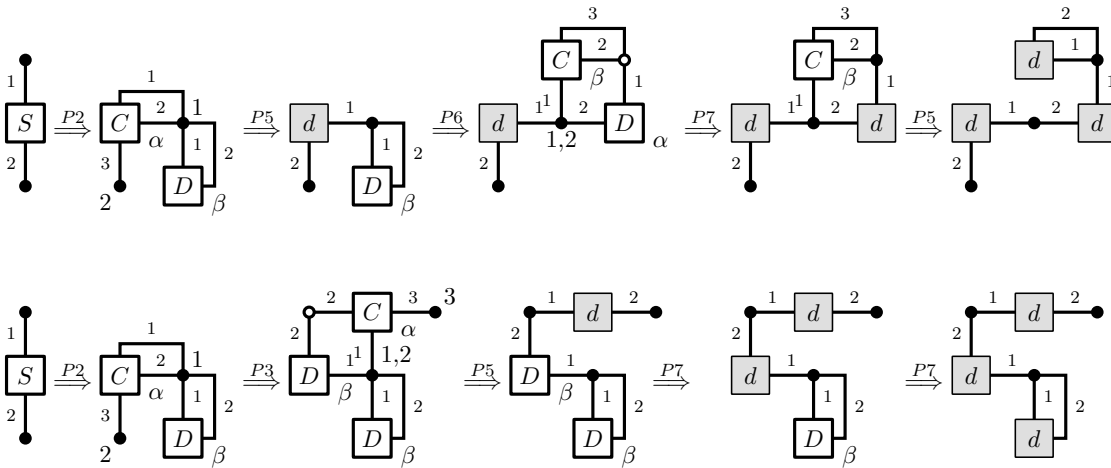 3
1 1 2 3
1 C 2 C 2 d 1
1 2 1 β 1 β 1 1
S P2 C P5 d 1 P6 d 1 1 2 D P7 d 1 1 2 d P5 d 1 2 d
⟹ α 1 ⟹ 1 2 ⟹ 1,2 α ⟹ ⟹
2 3 2 2 2 2
2 D β D β
2 C 3 3 1 d 2 1 d 2 1 d 2
1 1 2 α 2 2 2
S P2 C 2 1 P3 D 1 1 1,2 P5 D 1 P7 d 1 P7 d 1
⟹ α 1 2 ⟹ β 1 2 ⟹ β 1 2 ⟹ 1 2 ⟹ 1 2
2 3
2 D β D β D β D β d